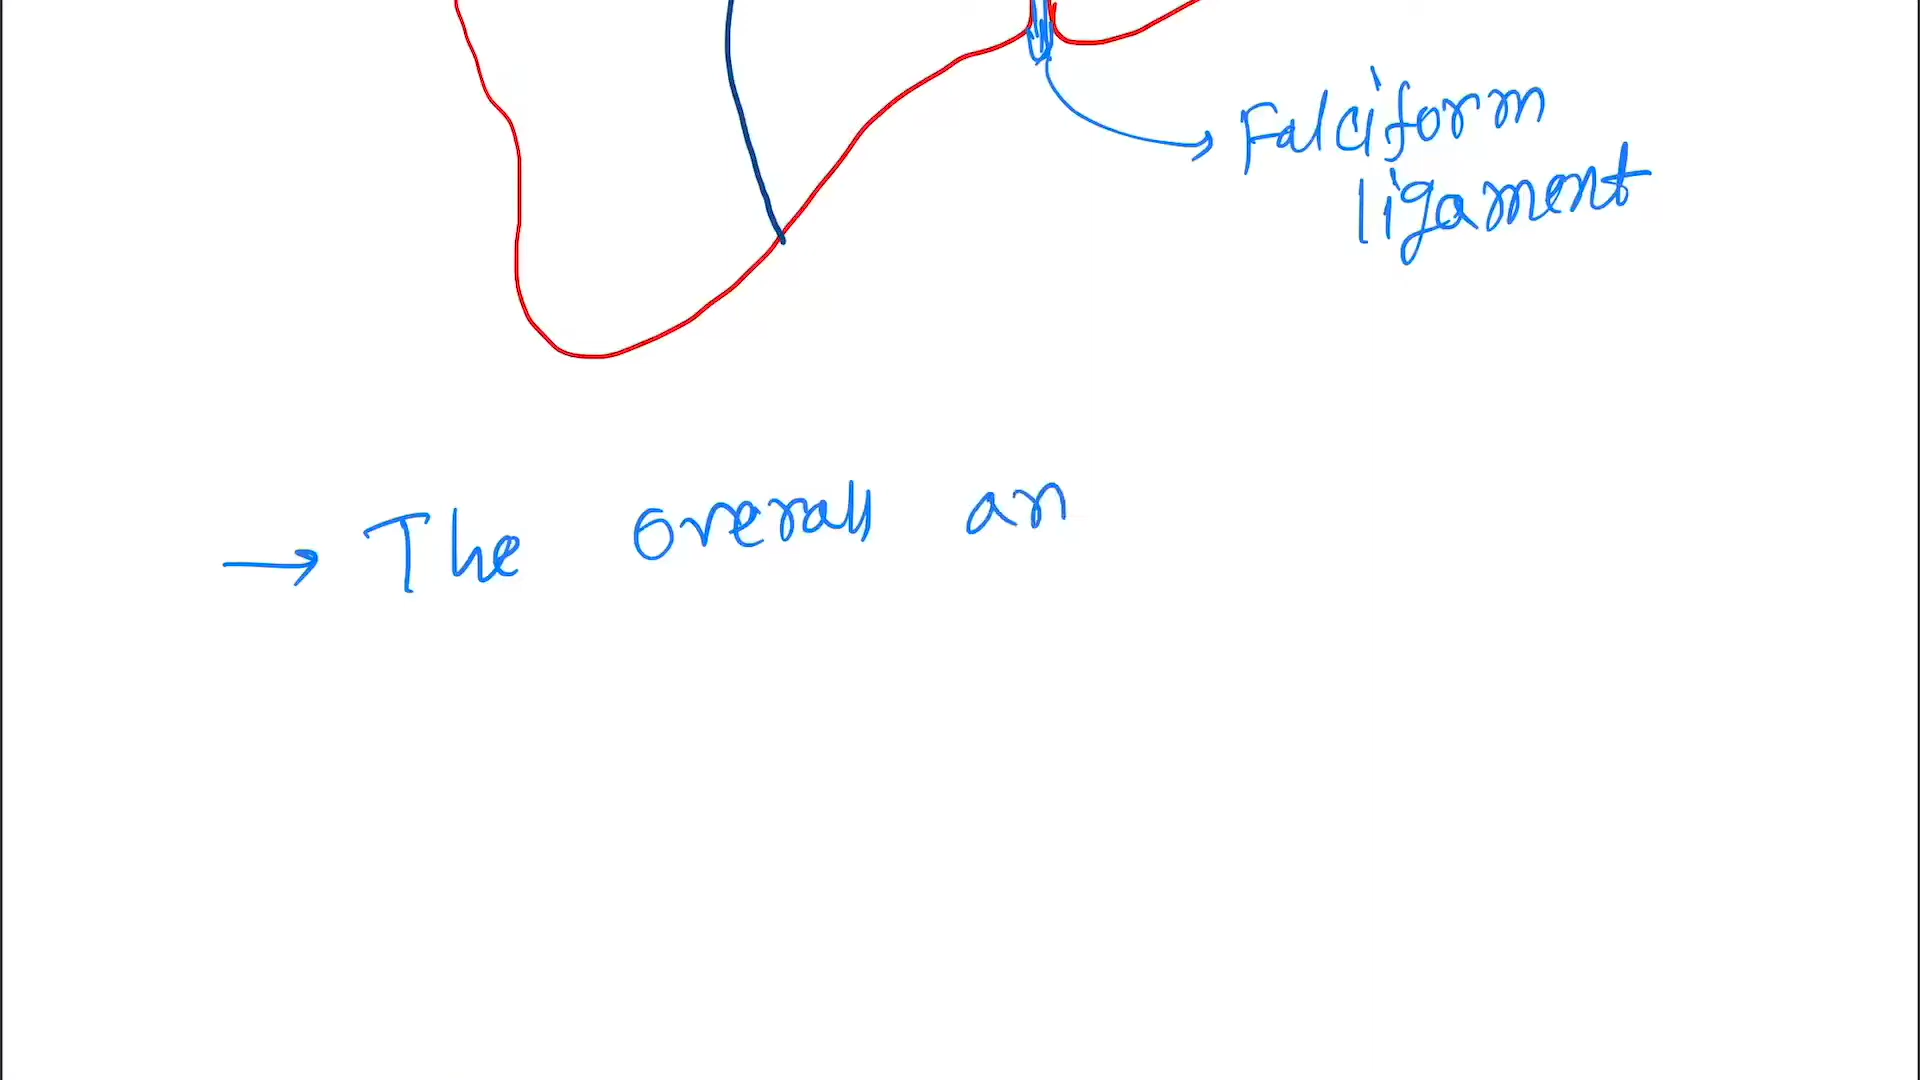 Falciform
ligament
→ The overall an